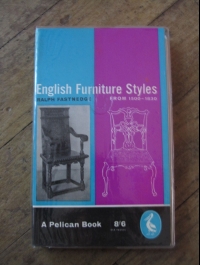 English Furniture Styles
RALPH FASTNEDGE FROM 1500-1830
A Pelican Book 8'6